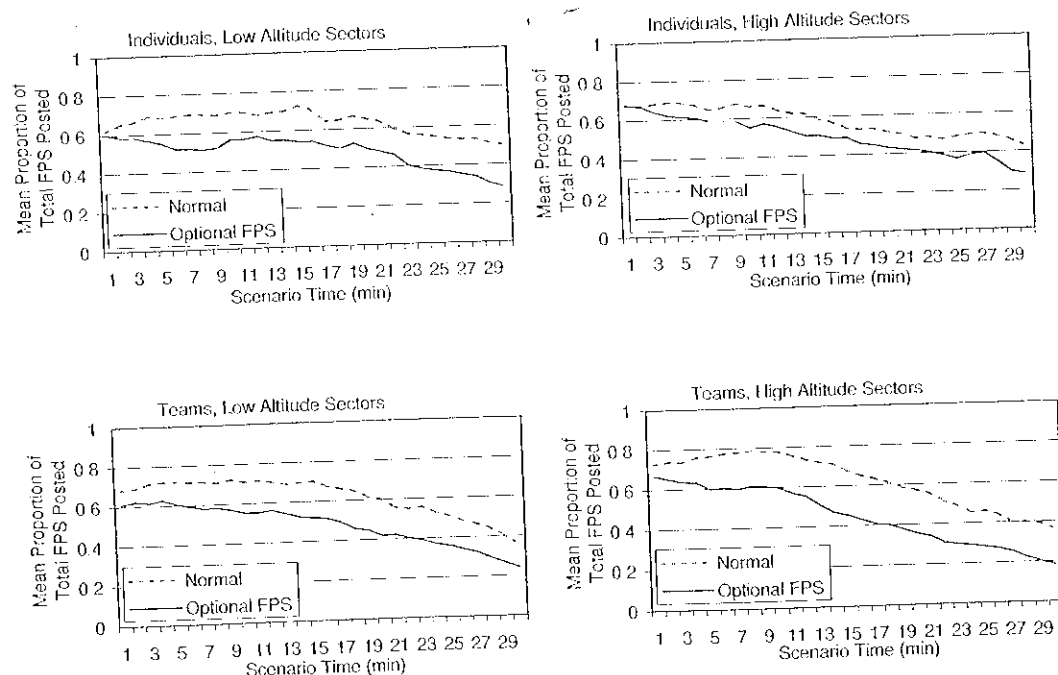 Individuals, Low Altitude Sectors
Mean Proportion of
Total FPS Posted
1
0 8
0 6
0 4
0 2
0
Normal
Optional FPS
1 3 5 7 9 11 13 15 17 19 21 23 25 27 29
Scenario Time (min)
Individuals, High Altitude Sectors
Mean Proportion of
Total FPS Posted
1
0 8
0 6
0 4
0 2
0
Normal
Optional FPS
1 3 5 7 9 11 13 15 17 19 21 23 25 27 29
Scenario Time (min)
Teams, Low Altitude Sectors
Mean Proportion of
Total FPS Posted
1
0 8
0 6
0 4
0 2
0
Normal
Optional FPS
1 3 5 7 9 11 13 15 17 19 21 23 25 27 29
Scenario Time (min)
Teams, High Altitude Sectors
Mean Proportion of
Total FPS Posted
1
0 8
0 6
0 4
0 2
0
Normal
Optional FPS
1 3 5 7 9 11 13 15 17 19 21 23 25 27 29
Scenario Time (min)